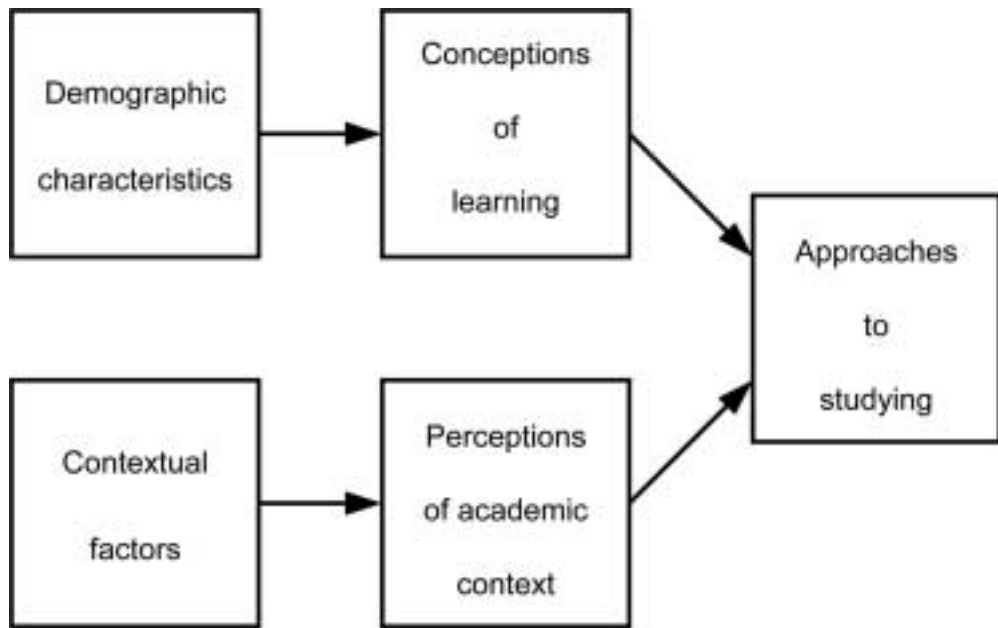 Demographic
characteristics
Conceptions
of
learning
Approaches
to
studying
Contextual
factors
Perceptions
of academic
context